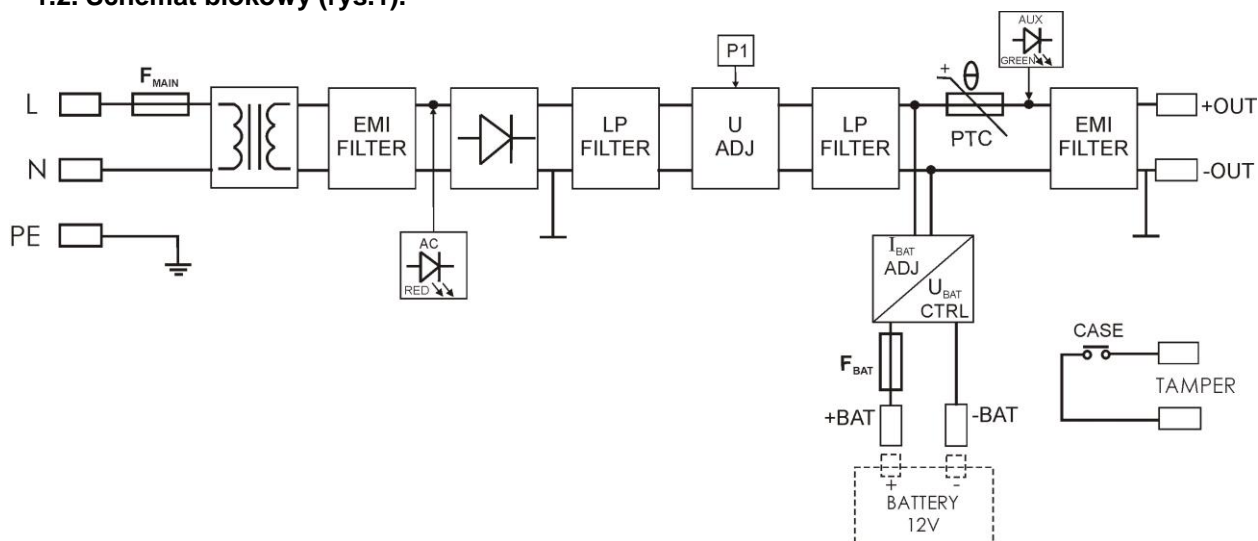 1.2. Schemat blokowy (rys.1).
AUX
GREEN
P1
F MAIN
θ
+
L
EMI
FILTER
LP
FILTER
U
ADJ
LP
FILTER
PTC
EMI
FILTER
+OUT
N
-OUT
PE
AC
RED
I BAT
ADJ
U BAT
CTRL
CASE
TAMPER
F BAT
+BAT
-BAT
+ -
BATTERY
12V